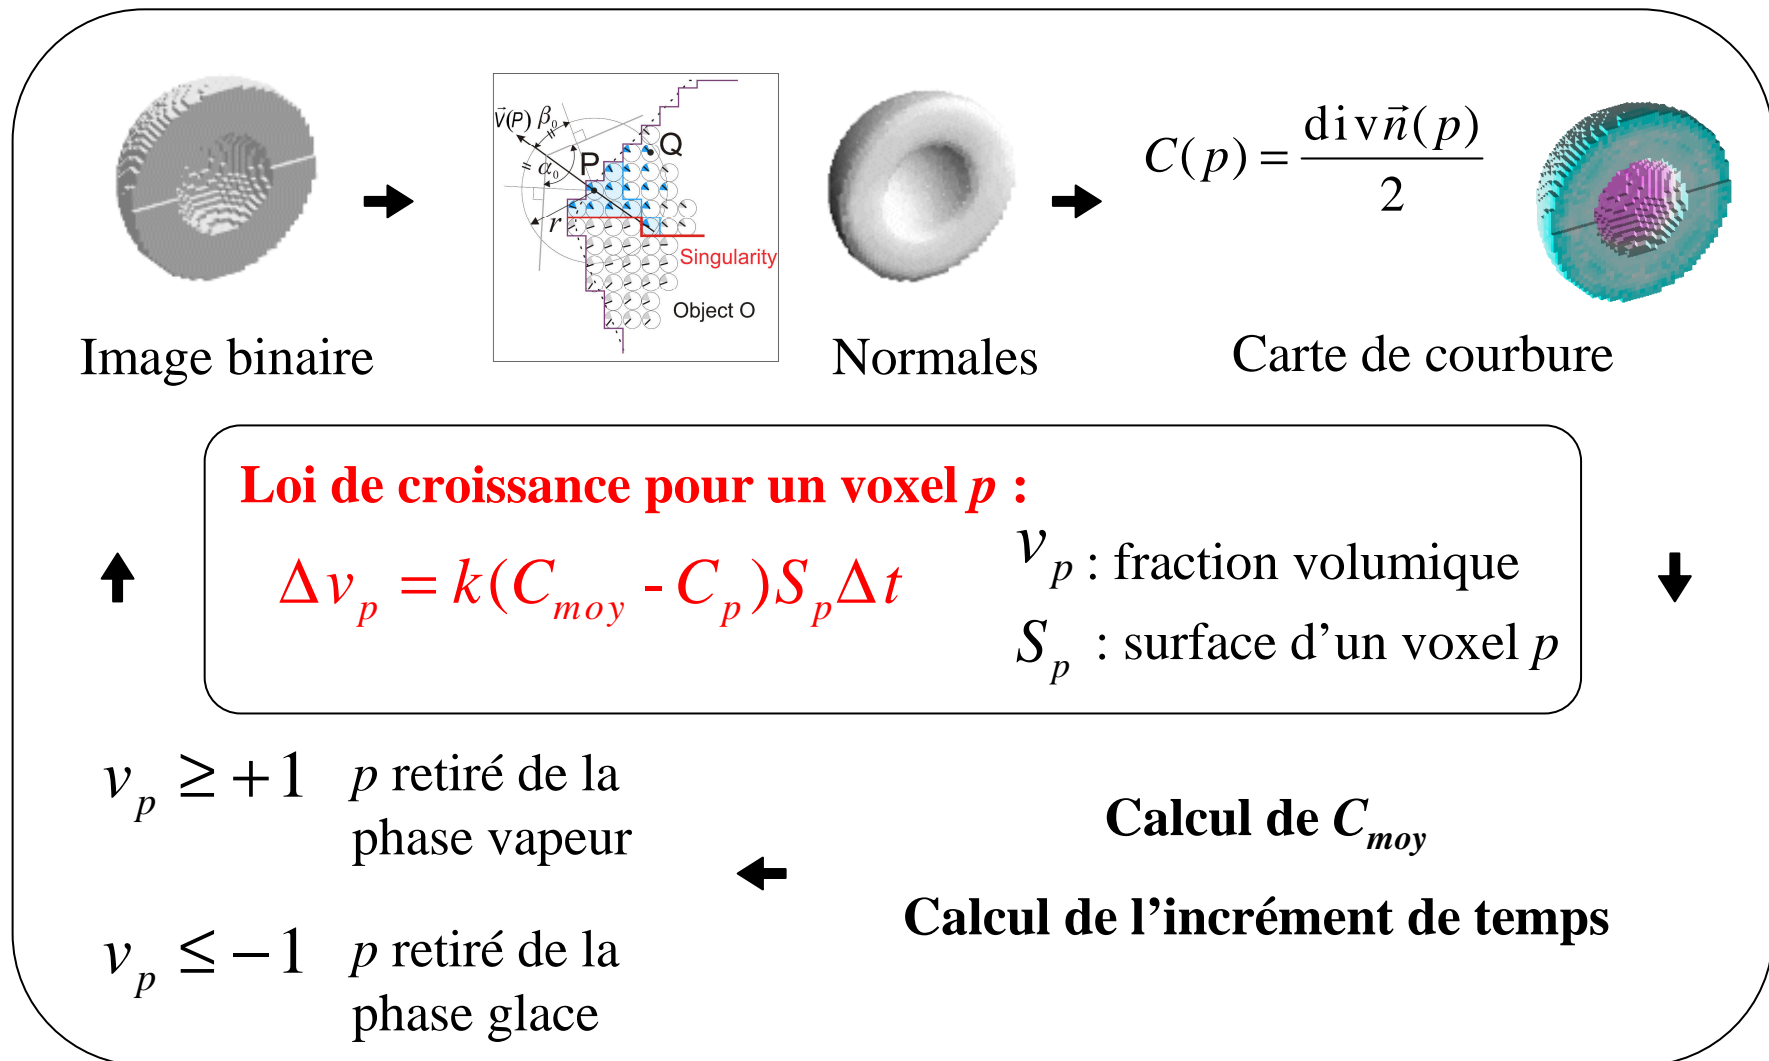 V⃗(P) β₀
α₀
P
Q
r
Singularity
Object O
C(p) = div n⃗(p) / 2
Image binaire
Normales
Carte de courbure
Loi de croissance pour un voxel p :
Δv_p = k(C_moy - C_p)S_pΔt
v_p : fraction volumique
S_p : surface d’un voxel p
v_p ≥ +1 p retiré de la
phase vapeur
v_p ≤ −1 p retiré de la
phase glace
Calcul de C_moy
Calcul de l’incrément de temps